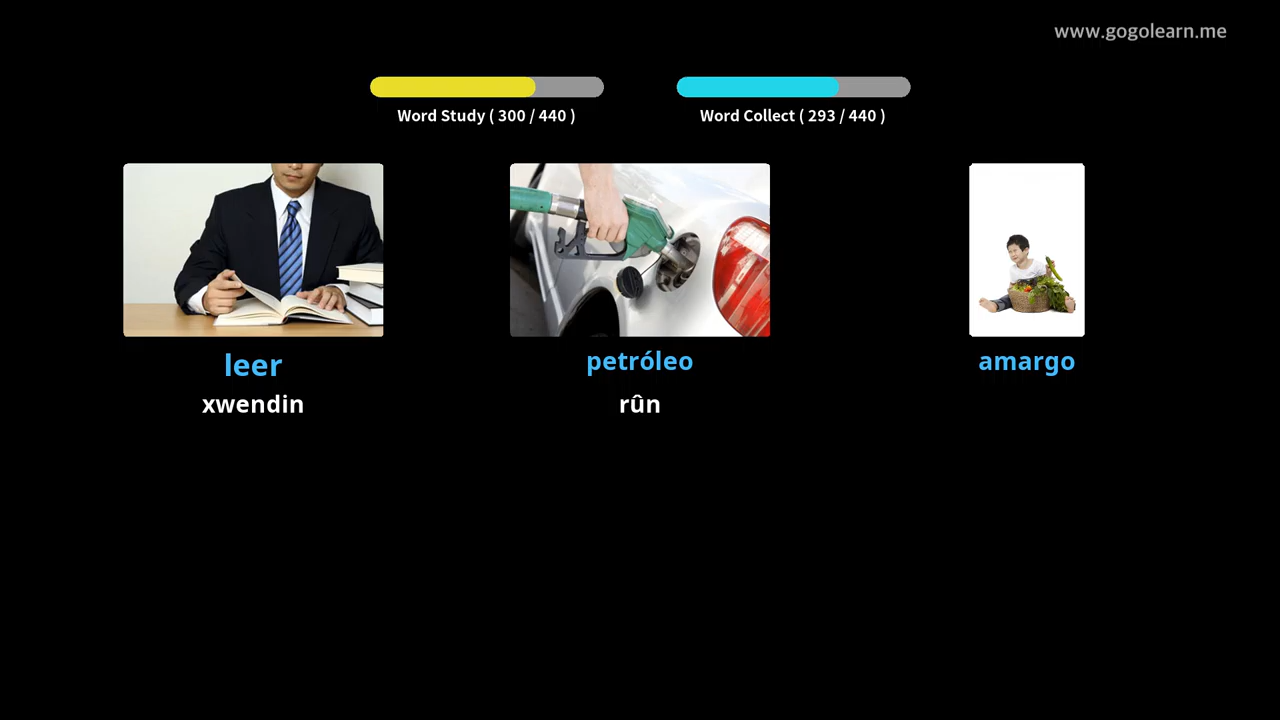 www.gogolearn.me
Word Study ( 300 / 440 )
Word Collect ( 293 / 440 )
leer
petróleo
amargo
xwendin
rûn